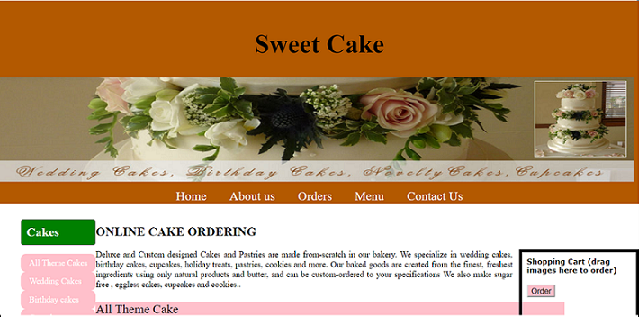 Sweet Cake
Wedding Cakes, Birthday Cakes, NoveltyCakes, Cupcakes
Home About us Orders Menu Contact Us
Cakes
All Theme Cakes
Wedding Cakes
Birthday cakes
ONLINE CAKE ORDERING
Deluxe and Custom designed Cakes and Pastries are made from-scratch in our bakery. We specialize in wedding cakes,
birthday cakes, cupcakes, holiday treats, pastries, cookies and more. Our baked goods are created from the finest, freshest
ingredients using only natural products and butter, and can be custom-ordered to your specifications. We also make sugar
free , eggless cakes, cupcakes and cookies .
All Theme Cake
Shopping Cart (drag
images here to order)
Order